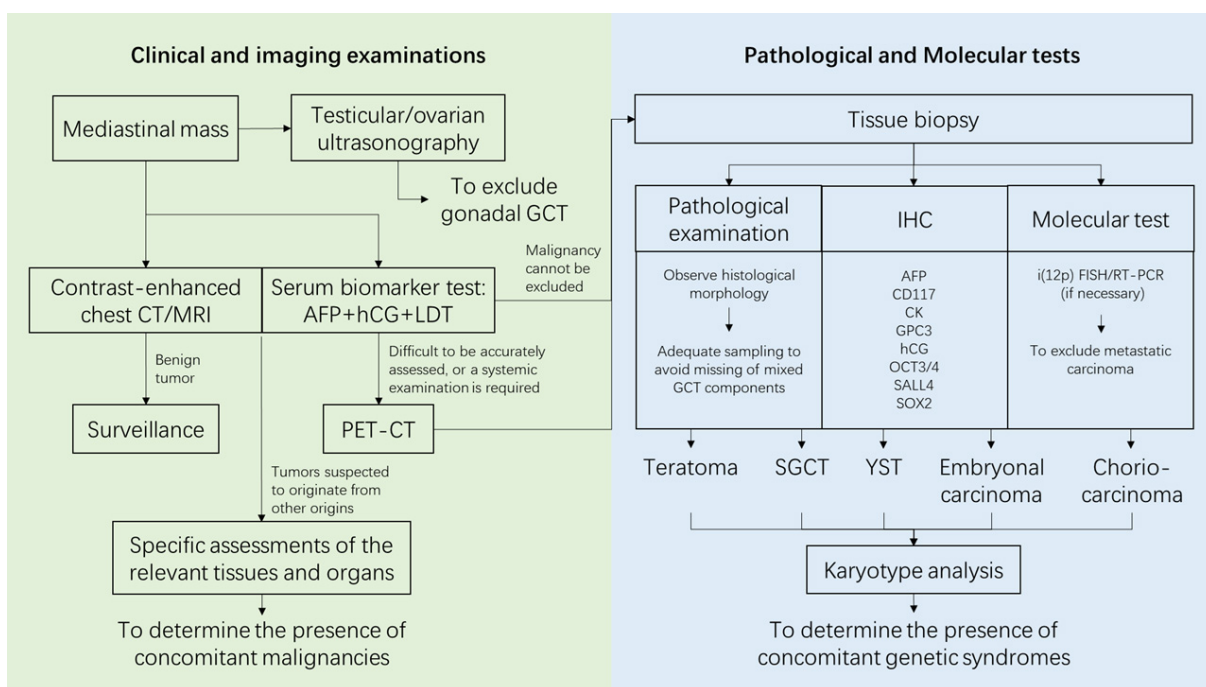 Clinical and imaging examinations
Mediastinal mass
Testicular/ovarian
ultrasonography
To exclude
gonadal GCT
Malignancy
cannot be
excluded
Contrast-enhanced
chest CT/MRI
Serum biomarker test:
AFP+hCG+LDT
Benign
tumor
Difficult to be accurately
assessed, or a systemic
examination is required
Surveillance
PET-CT
Tumors suspected
to originate from
other origins
Specific assessments of the
relevant tissues and organs
To determine the presence of
concomitant malignancies
Pathological and Molecular tests
Tissue biopsy
Pathological
examination
IHC
Molecular test
Observe histological
morphology
Adequate sampling to
avoid missing of mixed
GCT components
AFP
CD117
CK
GPC3
hCG
OCT3/4
SALL4
SOX2
i(12p) FISH/RT-PCR
(if necessary)
To exclude metastatic
carcinoma
Teratoma
SGCT
YST
Embryonal
carcinoma
Chorio-
carcinoma
Karyotype analysis
To determine the presence of
concomitant genetic syndromes